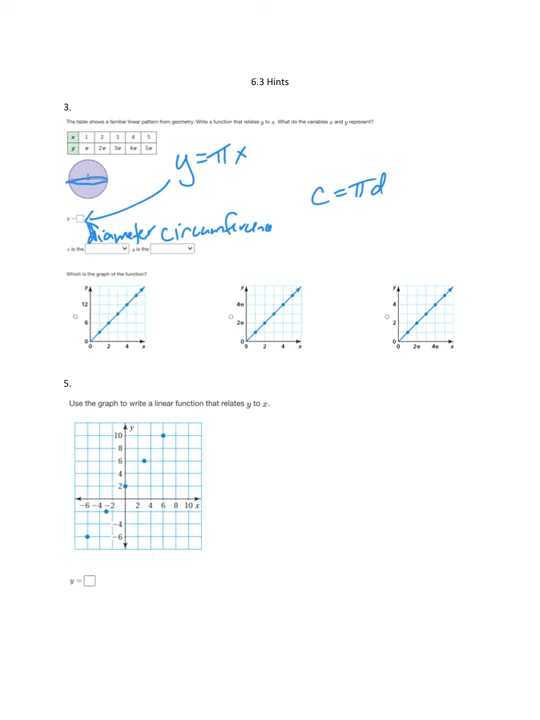 6.3 Hints
3.
The table shows a familiar linear pattern from geometry. Write a function that relates y to x. What do the variables x and y represent?
x 1 2 3 4 5
y π 2π 3π 4π 5π
y=πx
c=πd
y =
diameter circumference
x is the y is the
Which is the graph of the function?
y 12 6 0 2 4 x
y 4π 2π 0 2 4 x
y 4 2 0 2π 4π x
5.
Use the graph to write a linear function that relates y to x.
y
10
8
6
4
2
-6 -4 -2 2 4 6 8 10 x
-4
-6
y =